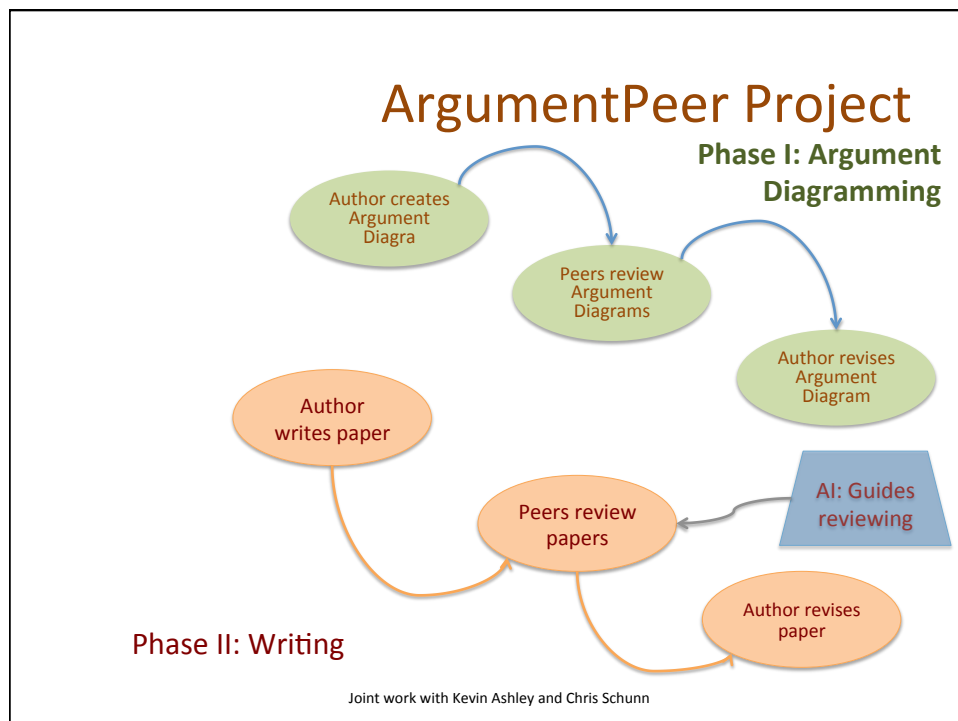 ArgumentPeer Project
Phase I: Argument
Diagramming
Author creates
Argument
Diagra
Peers review
Argument
Diagrams
Author revises
Argument
Diagram
Author
writes paper
AI: Guides
reviewing
Peers review
papers
Author revises
paper
Phase II: Writing
Joint work with Kevin Ashley and Chris Schunn